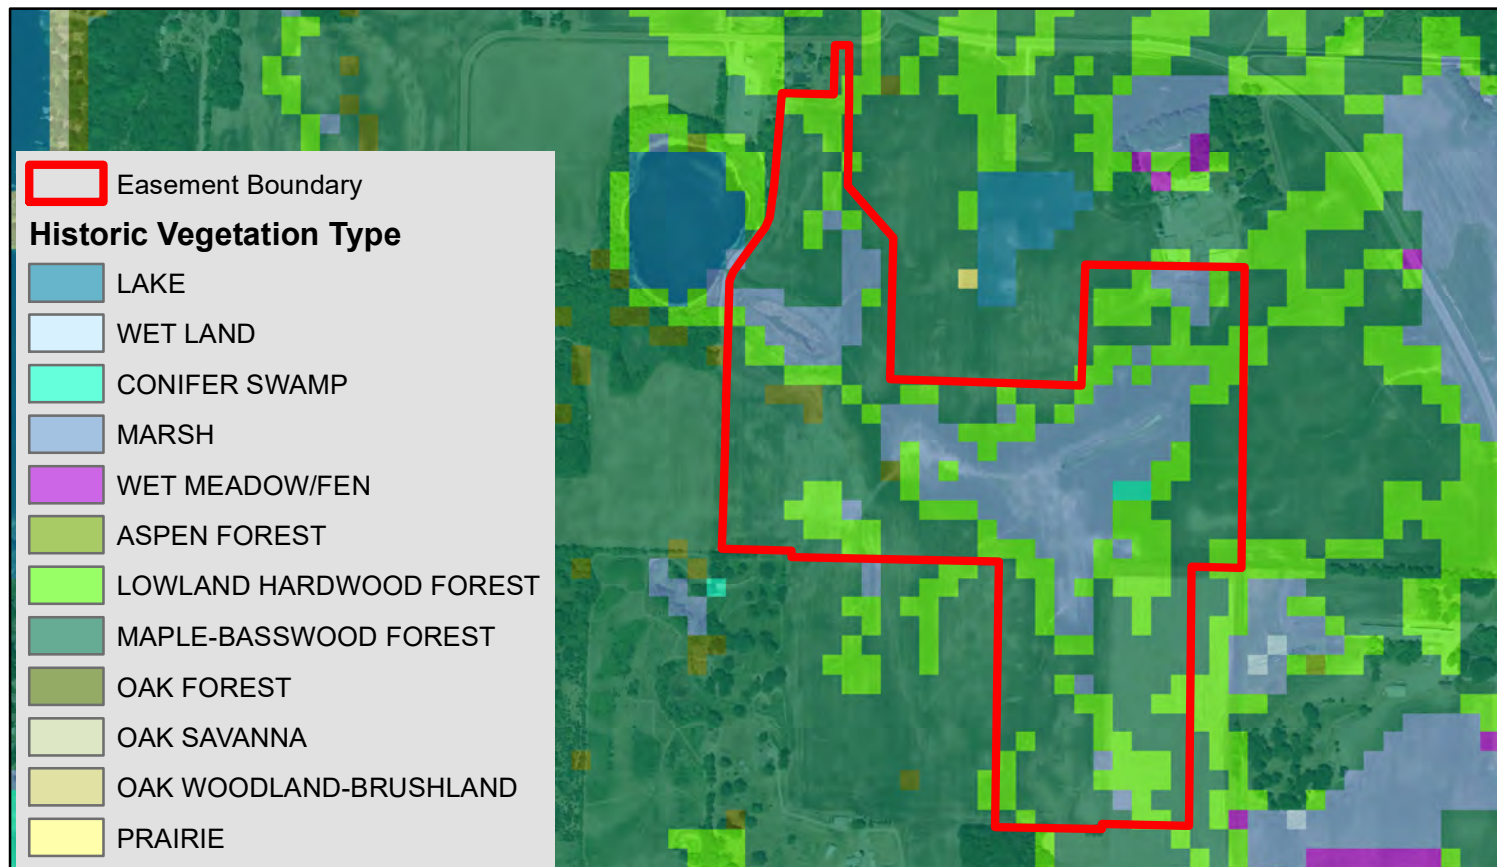 Easement Boundary
Historic Vegetation Type
LAKE
WET LAND
CONIFER SWAMP
MARSH
WET MEADOW/FEN
ASPEN FOREST
LOWLAND HARDWOOD FOREST
MAPLE-BASSWOOD FOREST
OAK FOREST
OAK SAVANNA
OAK WOODLAND-BRUSHLAND
PRAIRIE